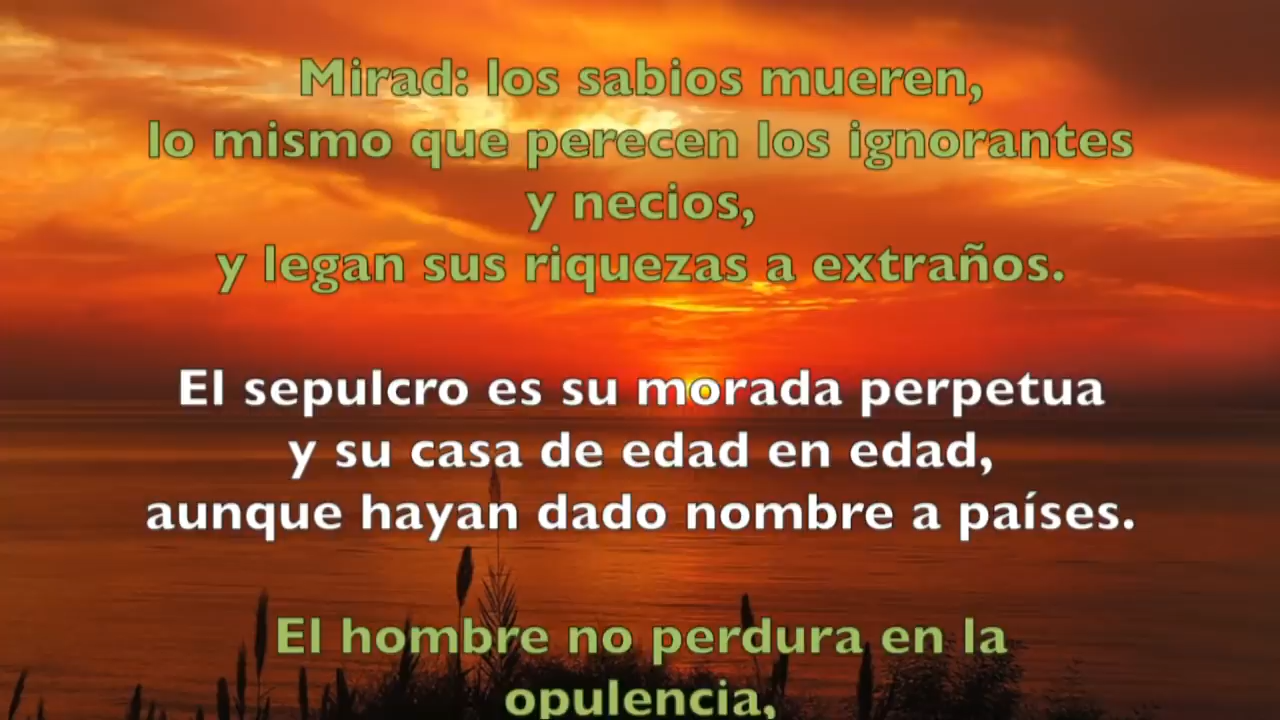 Mirad: los sabios mueren,
lo mismo que perecen los ignorantes
y necios,
y legan sus riquezas a extraños.
El sepulcro es su morada perpetua
y su casa de edad en edad,
aunque hayan dado nombre a países.
El hombre no perdura en la
opulencia,